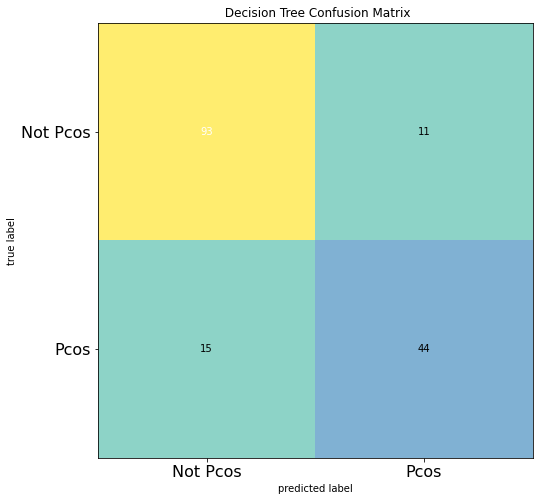 Decision Tree Confusion Matrix
Not Pcos
93
11
true label
Pcos
15
44
Not Pcos
Pcos
predicted label